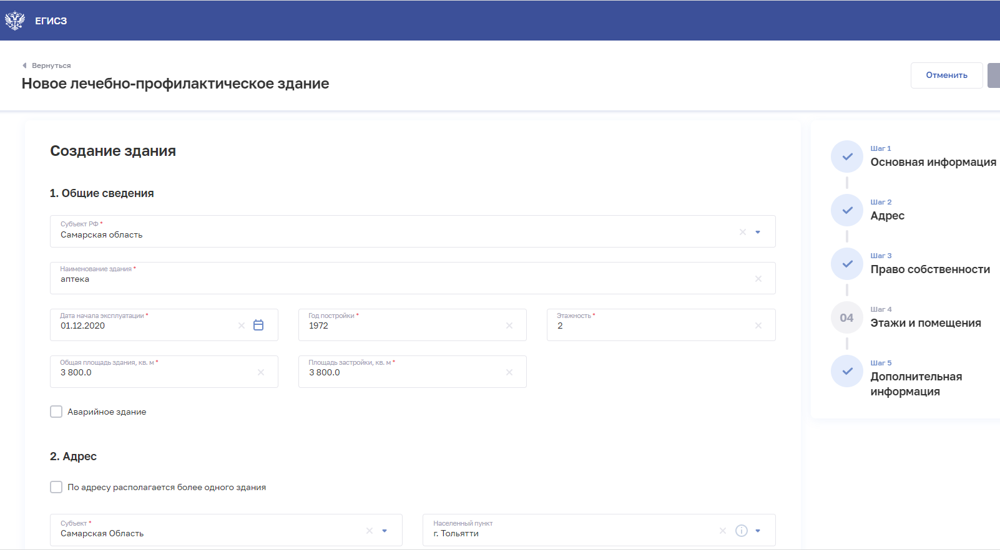 ЕГИСЗ
Вернуться
Новое лечебно-профилактическое здание
Отменить
Создание здания
1. Общие сведения
Субъект РФ *
Самарская область
Наименование здания *
аптека
Дата начала эксплуатации *
01.12.2020
Год постройки *
1972
Этажность *
2
Общая площадь здания, кв. м *
3 800.0
Площадь застройки, кв. м *
3 800.0
Аварийное здание
2. Адрес
По адресу располагается более одного здания
Субъект *
Самарская Область
Населенный пункт
г. Тольятти
Шаг 1
Основная информация
Шаг 2
Адрес
Шаг 3
Право собственности
04
Шаг 4
Этажи и помещения
Шаг 5
Дополнительная
информация